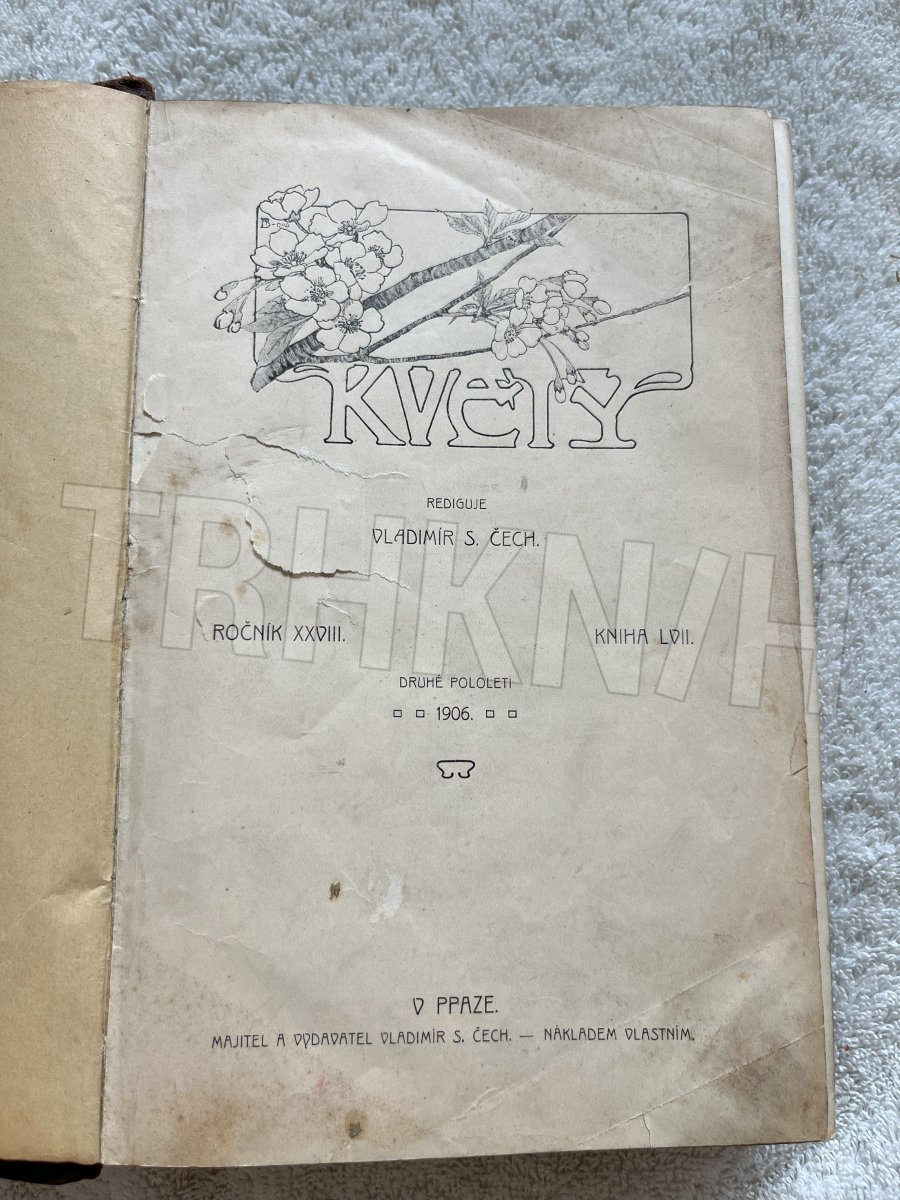 KVĚTY
REDIGUJE
VLADIMÍR S. ČECH.
ROČNÍK XXVIII. KNIHA LVII.
DRUHÉ POLOLETÍ
1906.
V PRAZE.
MAJITEL A VYDAVATEL VLADIMÍR S. ČECH. — NÁKLADEM VLASTNÍM.
TRHKNIH